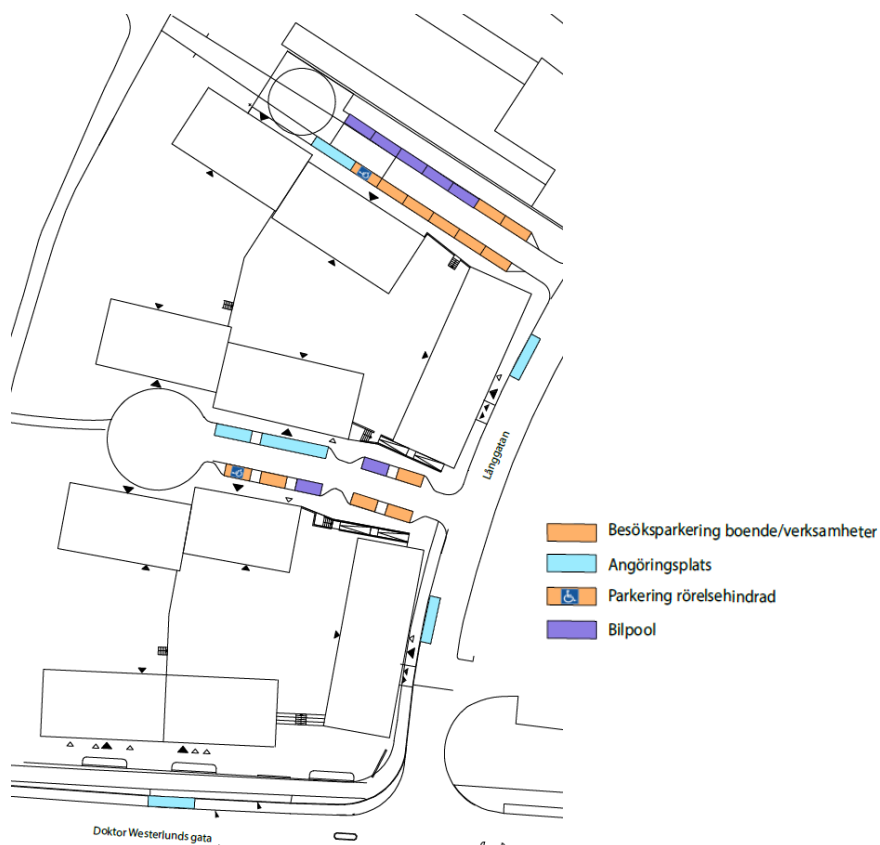 Långgatan
Besöksparkering boende/verksamheter
Angöringsplats
Parkering rörelsehindrad
Bilpool
Doktor Westerlunds gata